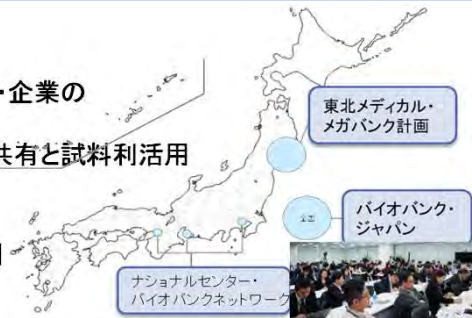 ・企業の
共有と試料利活用
東北メディカル・
メガバンク計画
全国
バイオバンク・
ジャパン
ナショナルセンター・
バイオバンクネットワーク